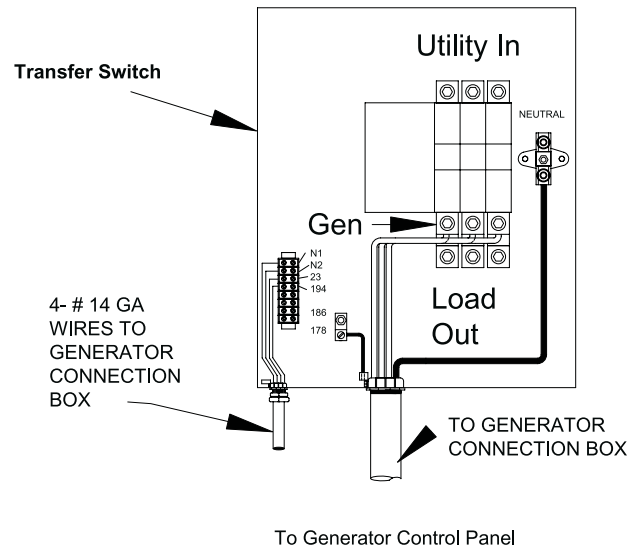 Utility In
Transfer Switch
NEUTRAL
Gen
N1
N2
23
194
186
178
Load
Out
4- # 14 GA
WIRES TO
GENERATOR
CONNECTION
BOX
TO GENERATOR
CONNECTION BOX
To Generator Control Panel